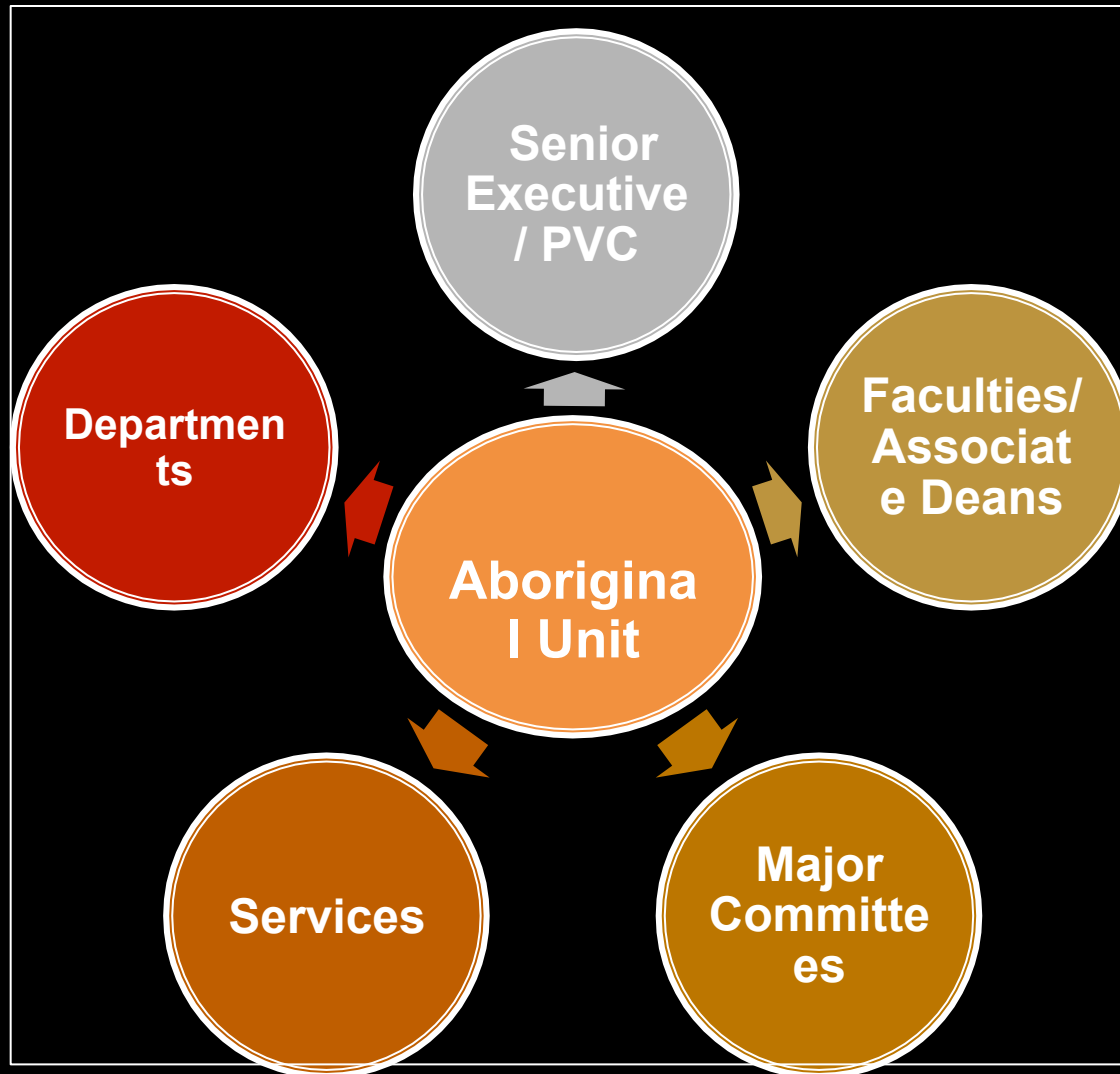 Senior
Executive
/ PVC
Departmen
ts
Faculties/
Associat
e Deans
Aborigina
l Unit
Services
Major
Committe
es